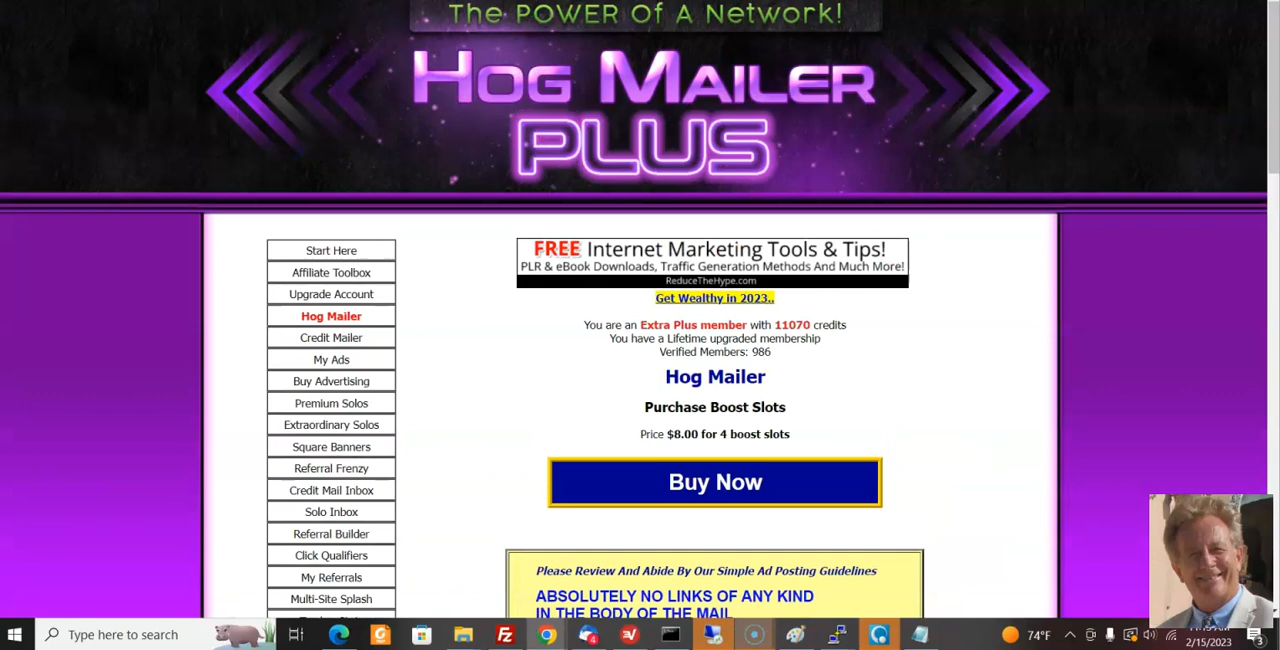 The POWER Of A Network!
HOG MAILER
PLUS
Start Here
Affiliate Toolbox
Upgrade Account
Hog Mailer
Credit Mailer
My Ads
Buy Advertising
Premium Solos
Extraordinary Solos
Square Banners
Referral Frenzy
Credit Mail Inbox
Solo Inbox
Referral Builder
Click Qualifiers
My Referrals
Multi-Site Splash
FREE Internet Marketing Tools & Tips!
PLR & eBook Downloads, Traffic Generation Methods And Much More!
ReduceTheHype.com
Get Wealthy in 2023..
You are an Extra Plus member with 11070 credits
You have a Lifetime upgraded membership
Verified Members: 986
Hog Mailer
Purchase Boost Slots
Price $8.00 for 4 boost slots
Buy Now
Please Review And Abide By Our Simple Ad Posting Guidelines
ABSOLUTELY NO LINKS OF ANY KIND
IN THE BODY OF THE MAIL
Type here to search
74°F
2/15/2023